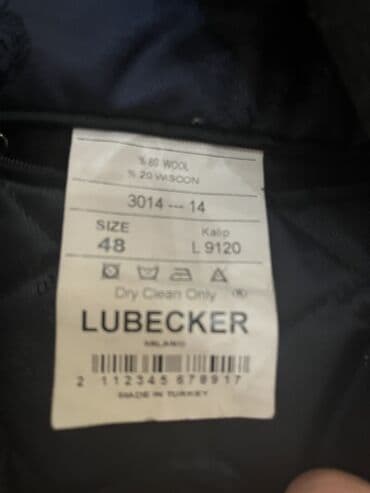 % 80 WOOL
% 20 WISCON
3014 --- 14
SIZE
48
Kalıp
L 9120
Dry Clean Only
LUBECKER
MILANO
2 112345 678917
MADE IN TURKEY